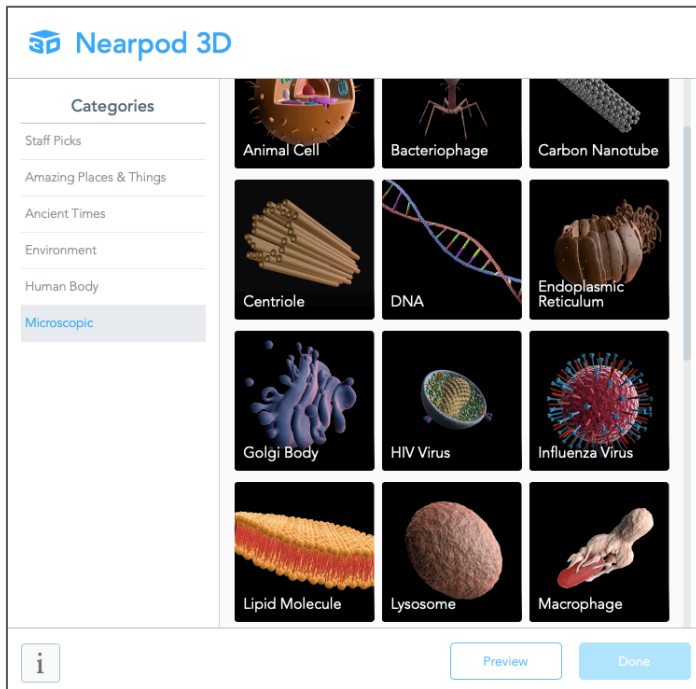 3D Nearpod 3D
Categories
Staff Picks
Amazing Places & Things
Ancient Times
Environment
Human Body
Microscopic
Animal Cell
Bacteriophage
Carbon Nanotube
Centriole
DNA
Endoplasmic
Reticulum
Golgi Body
HIV Virus
Influenza Virus
Lipid Molecule
Lysosome
Macrophage
i
Preview
Done